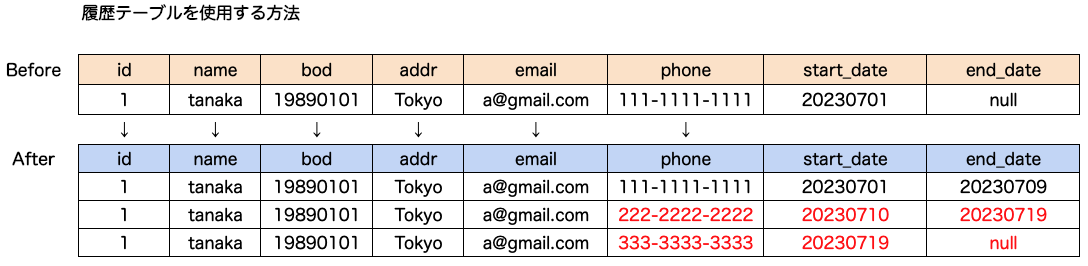 履歴テーブルを使用する方法
Before id name bod addr email phone start_date end_date
1 tanaka 19890101 Tokyo a@gmail.com 111-1111-1111 20230701 null
↓ ↓ ↓ ↓ ↓ ↓
After id name bod addr email phone start_date end_date
1 tanaka 19890101 Tokyo a@gmail.com 111-1111-1111 20230701 20230709
1 tanaka 19890101 Tokyo a@gmail.com 222-2222-2222 20230710 20230719
1 tanaka 19890101 Tokyo a@gmail.com 333-3333-3333 20230719 null